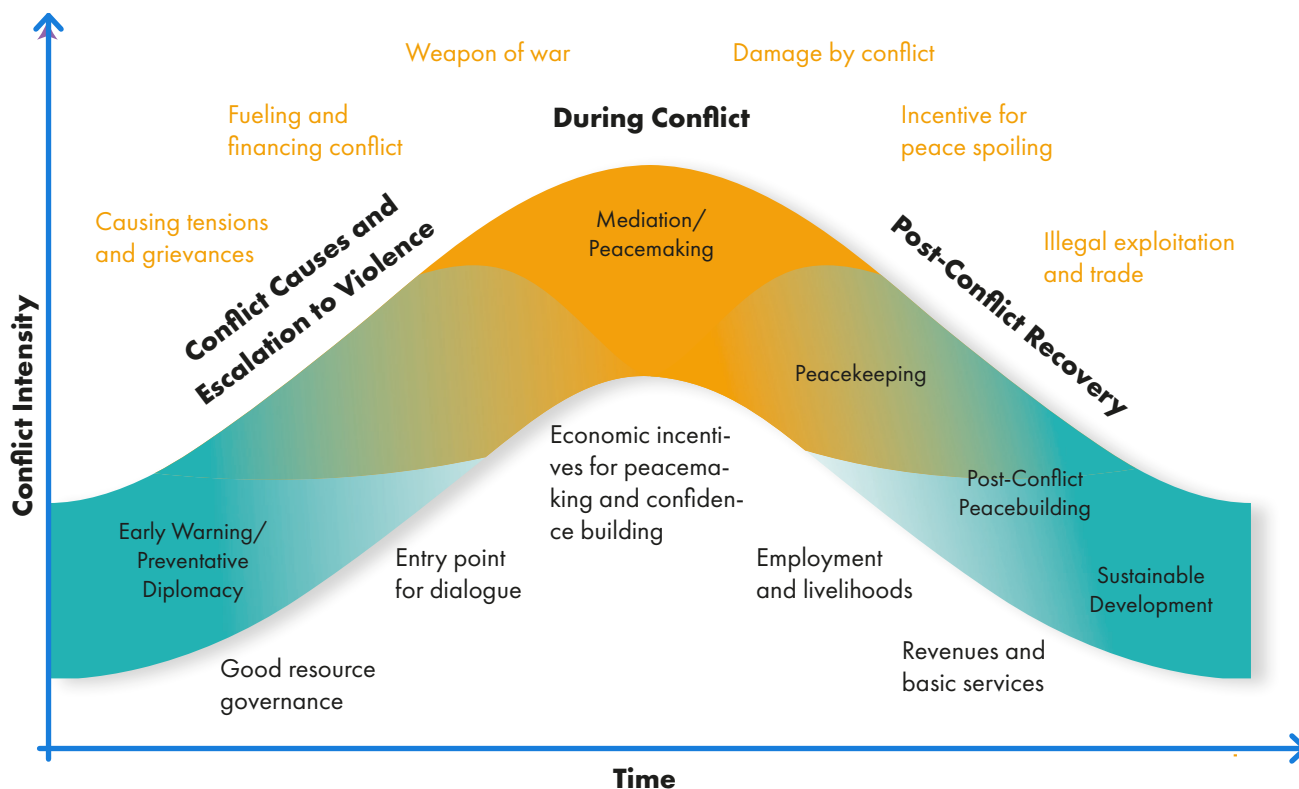 Weapon of war
Damage by conflict
Fueling and
financing conflict
During Conflict
Incentive for
peace spoiling
Causing tensions
and grievances
Conflict Causes and
Escalation to Violence
Mediation/
Peacemaking
Post-Conflict Recovery
Illegal exploitation
and trade
Conflict Intensity
Peacekeeping
Economic incenti-
ves for peacema-
king and confiden-
ce building
Early Warning/
Preventative
Diplomacy
Entry point
for dialogue
Employment
and livelihoods
Post-Conflict
Peacebuilding
Sustainable
Development
Good resource
governance
Revenues and
basic services
Time